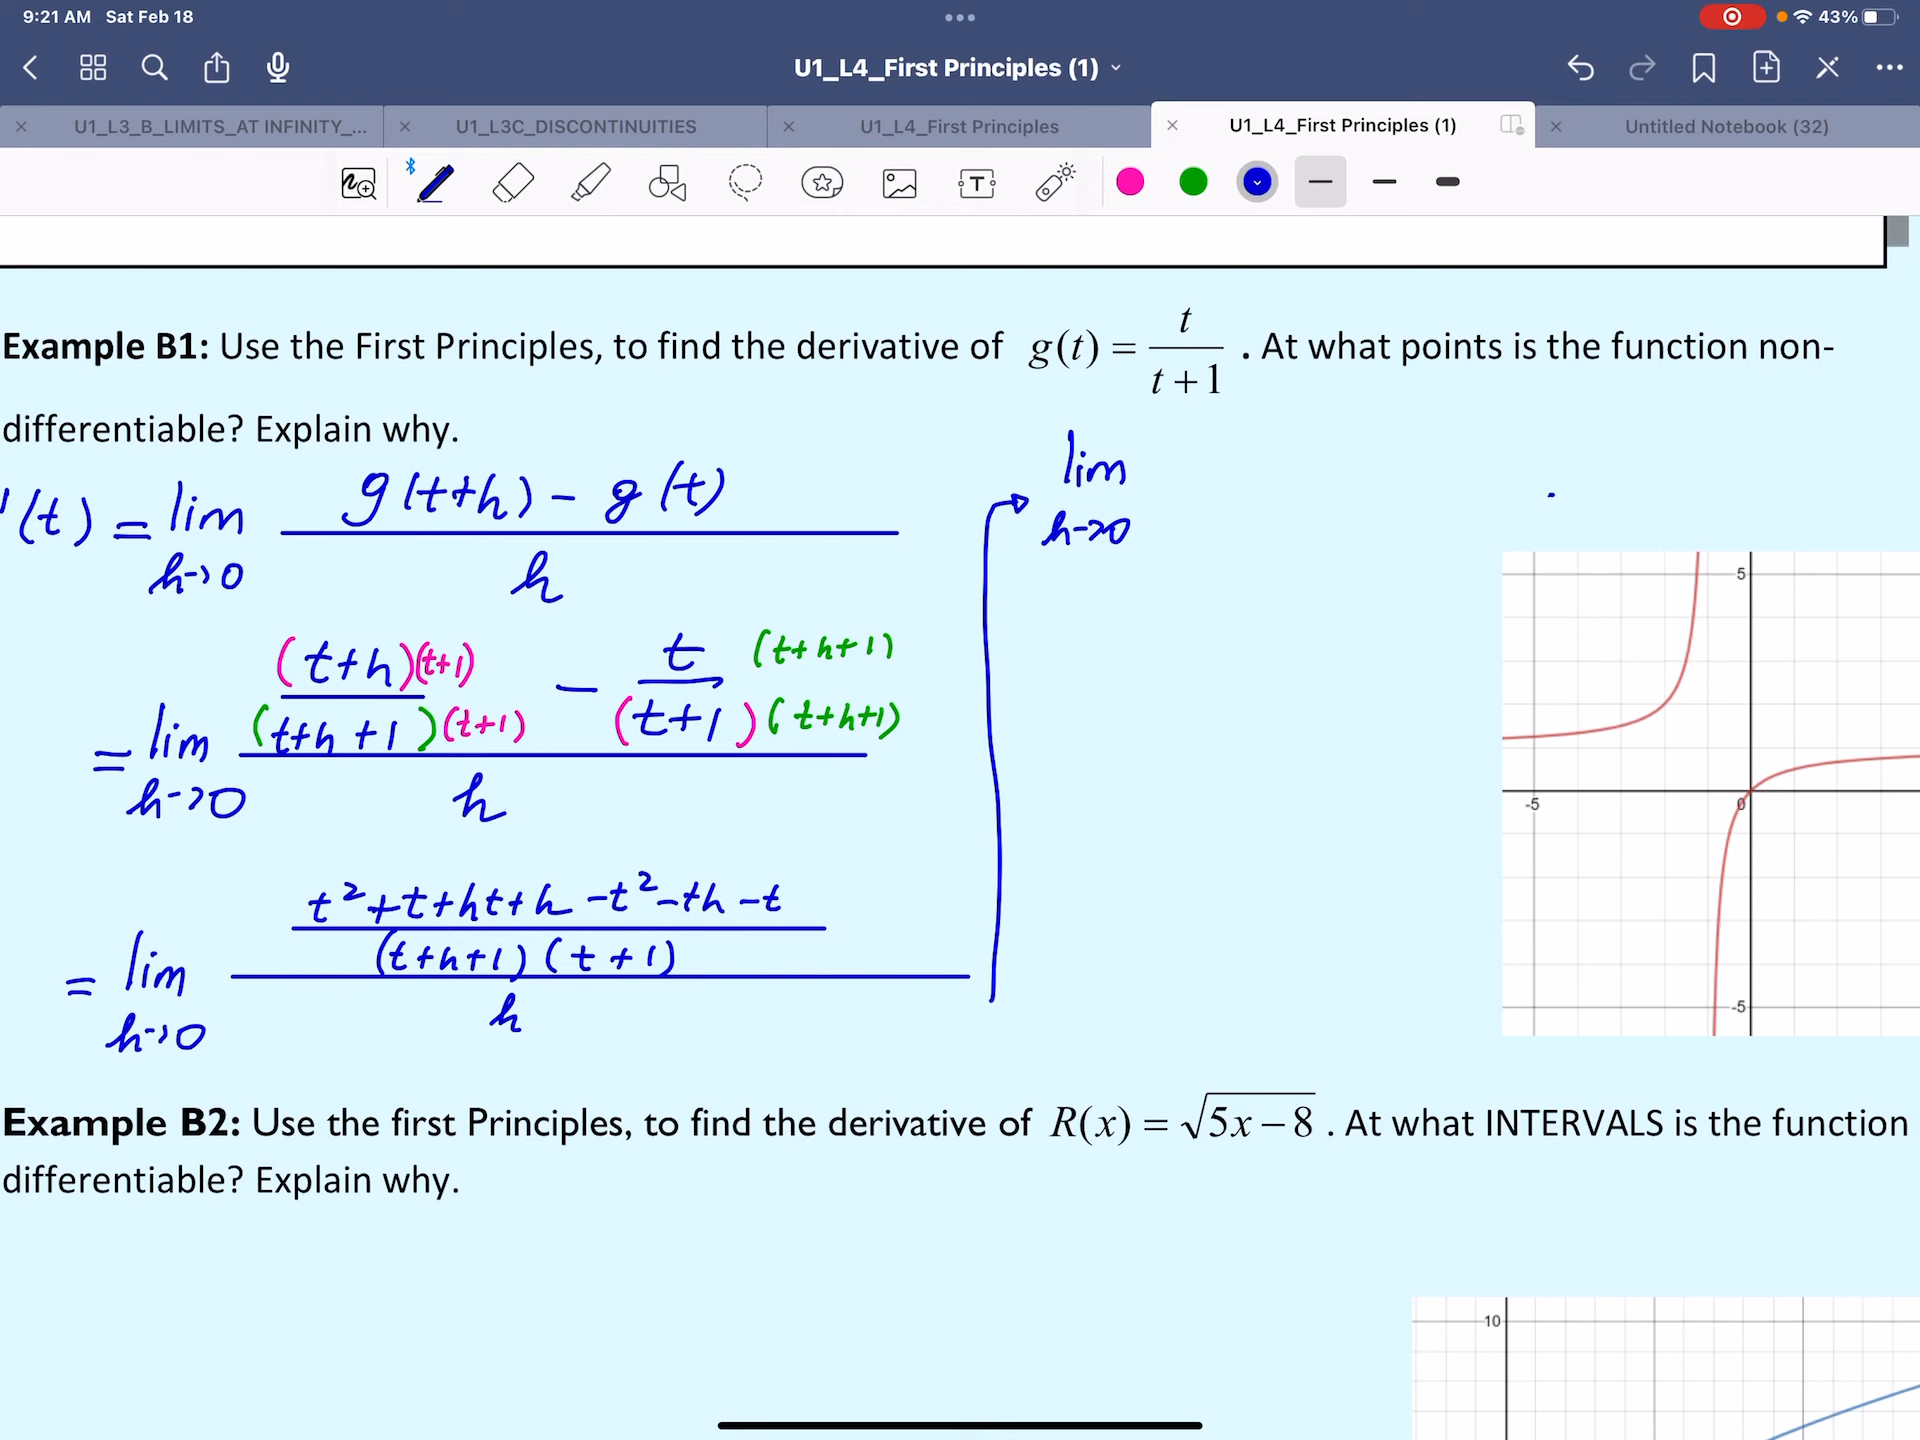 9:21 AM Sat Feb 18
43%
U1_L4_First Principles (1)
U1_L3_B_LIMITS_AT INFINITY_... U1_L3C_DISCONTINUITIES U1_L4_First Principles U1_L4_First Principles (1) Untitled Notebook (32)
Example B1: Use the First Principles, to find the derivative of g(t) = t/(t+1). At what points is the function non-
differentiable? Explain why.
'(t) = lim h→0 (g(t+h) - g(t))/h
= lim h→0 ((t+h)(t+1)/(t+h+1)(t+1) - t(t+h+1)/(t+1)(t+h+1))/h
= lim h→0 ((t²+t+ht+h-t²-th-t)/(t+h+1)(t+1))/h
lim h→0
5
-5 0
-5
Example B2: Use the first Principles, to find the derivative of R(x) = √(5x-8). At what INTERVALS is the function
differentiable? Explain why.
10